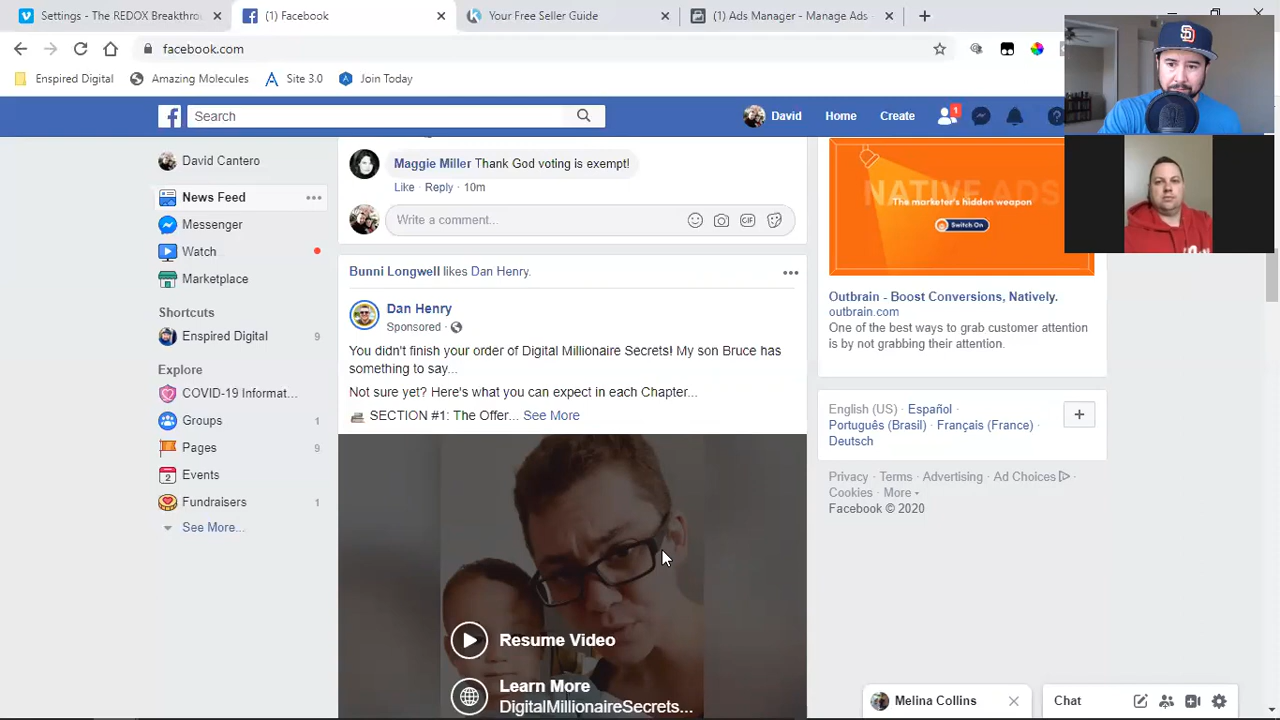 Settings - The REDOX Breakthro
(1) Facebook
Your Free Seller Guide
(1) Ads Manager - Manage Ads -
facebook.com
Enspired Digital
Amazing Molecules
Site 3.0
Join Today
Search
David
Home
Create
1
David Cantero
News Feed
Messenger
Watch
Marketplace
Shortcuts
Enspired Digital 9
Explore
COVID-19 Informat...
Groups 1
Pages 9
2 Events
Fundraisers 1
See More...
Maggie Miller Thank God voting is exempt!
Like · Reply · 10m
Write a comment...
GIF
Bunni Longwell likes Dan Henry.
Dan Henry
Sponsored ·
You didn't finish your order of Digital Millionaire Secrets! My son Bruce has
something to say...
Not sure yet? Here's what you can expect in each Chapter...
SECTION #1: The Offer... See More
Resume Video
Learn More
DigitalMillionaireSecrets...
NATIVE ADS
The marketer's hidden weapon
Switch On
Outbrain - Boost Conversions, Natively.
outbrain.com
One of the best ways to grab customer attention
is by not grabbing their attention.
English (US) · Español ·
Português (Brasil) · Français (France) ·
Deutsch
Privacy · Terms · Advertising · Ad Choices ·
Cookies · More
Facebook © 2020
Melina Collins
Chat